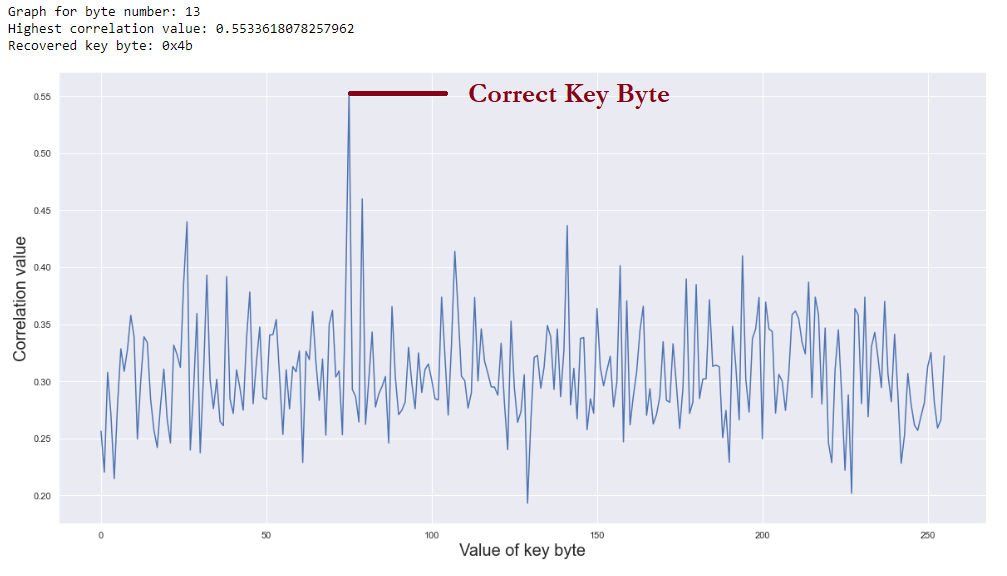 Graph for byte number: 13
Highest correlation value: 0.5533618078257962
Recovered key byte: 0x4b
Correct Key Byte
0.55
0.50
0.45
0.40
0.35
0.30
0.25
0.20
Correlation value
0 50 100 150 200 250
Value of key byte